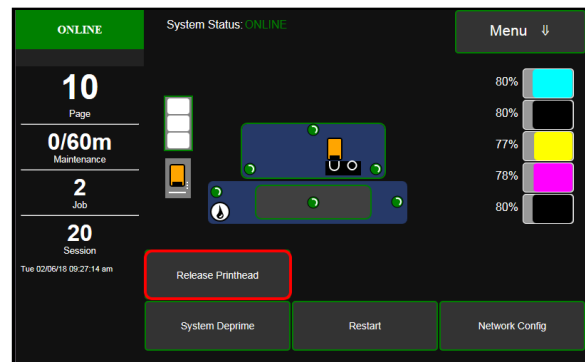 ONLINE
System Status: ONLINE
Menu ⇓
10
Page
0/60m
Maintenance
2
Job
20
Session
Tue 02/06/18 09:27:14 am
80%
80%
77%
78%
80%
Release Printhead
System Deprime
Restart
Network Config